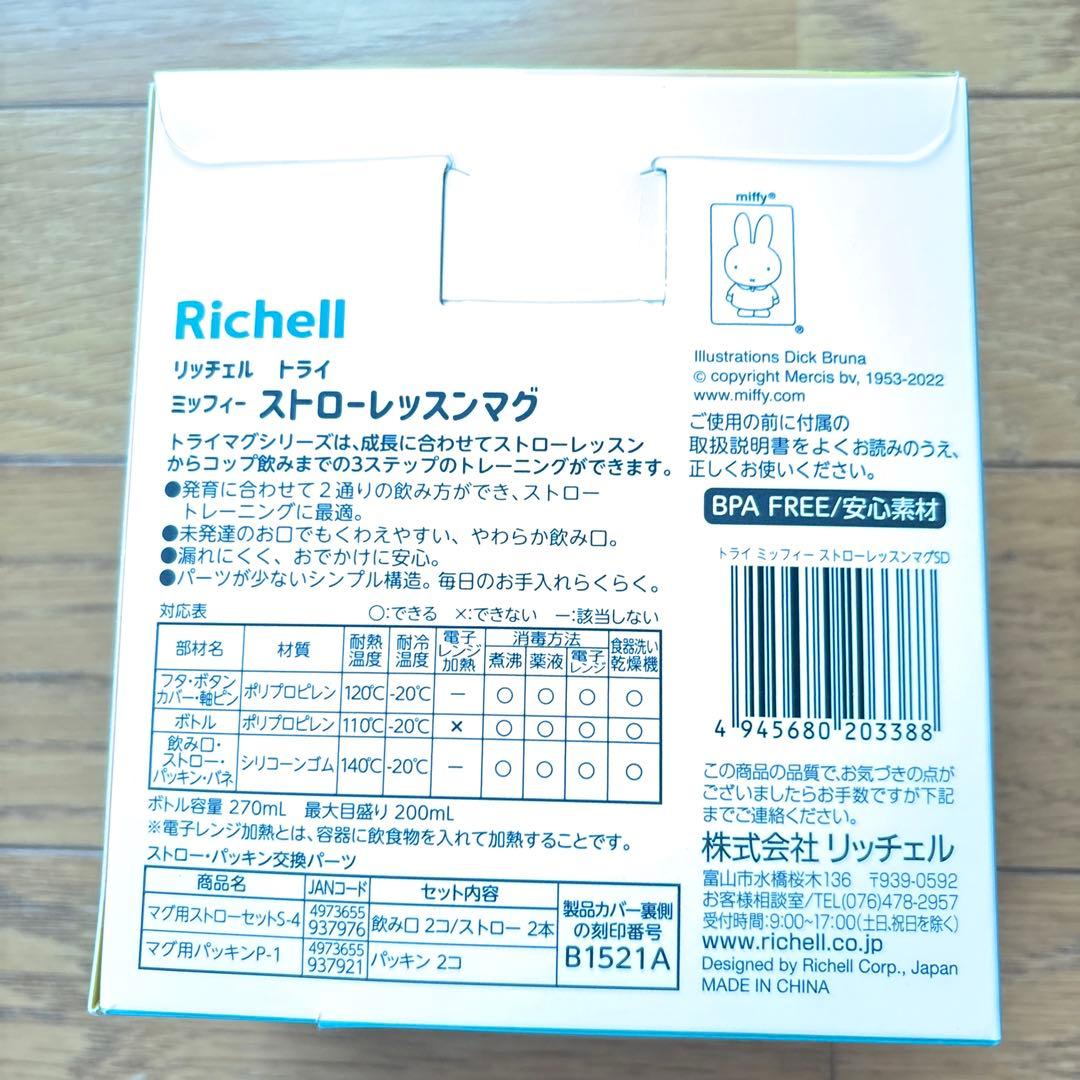 Richell
リッチェル トライ
ミッフィー ストローレッスンマグ
トライマグシリーズは、成長に合わせてストローレッスン
からコップ飲みまでの3ステップのトレーニングができます。
●発育に合わせて2通りの飲み方ができ、ストロー
トレーニングに最適。
●未発達のお口でもくわえやすい、やわらか飲み口。
●漏れにくく、おでかけに安心。
●パーツが少ないシンプル構造。毎日のお手入れらくらく。
対応表 ○:できる ×:できない ー:該当しない
部材名 材質 耐熱温度 耐冷温度 電子レンジ加熱 消毒方法 煮沸 薬液 電子レンジ 食器洗い乾燥機
フタ・ボタンカバー・軸ピン ポリプロピレン 120℃ -20℃ ー ○ ○ ○ ○
ボトル ポリプロピレン 110℃ -20℃ × ○ ○ ○ ○
飲み口・ストロー・パッキン・バネ シリコーンゴム 140℃ -20℃ ー ○ ○ ○ ○
ボトル容量 270mL 最大目盛り 200mL
※電子レンジ加熱とは、容器に飲食物を入れて加熱することです。
ストロー・パッキン交換パーツ
商品名 JANコード セット内容
マグ用ストローセットS-4 4973655 937976 飲み口 2コ/ストロー 2本
マグ用パッキンP-1 4973655 937921 パッキン 2コ
製品カバー裏側
の刻印番号
B1521A
miffy®
®
Illustrations Dick Bruna
© copyright Mercis bv, 1953-2022
www.miffy.com
ご使用の前に付属の
取扱説明書をよくお読みのうえ、
正しくお使いください。
BPA FREE/安心素材
トライ ミッフィー ストローレッスンマグSD
4 945680 203388
この商品の品質で、お気づきの点が
ございましたらお手数ですが下記
までご連絡ください。
株式会社 リッチェル
富山市水橋桜木136 〒939-0592
お客様相談室/TEL(076)478-2957
受付時間:9:00~17:00(土日,祝日を除く)
www.richell.co.jp
Designed by Richell Corp., Japan
MADE IN CHINA